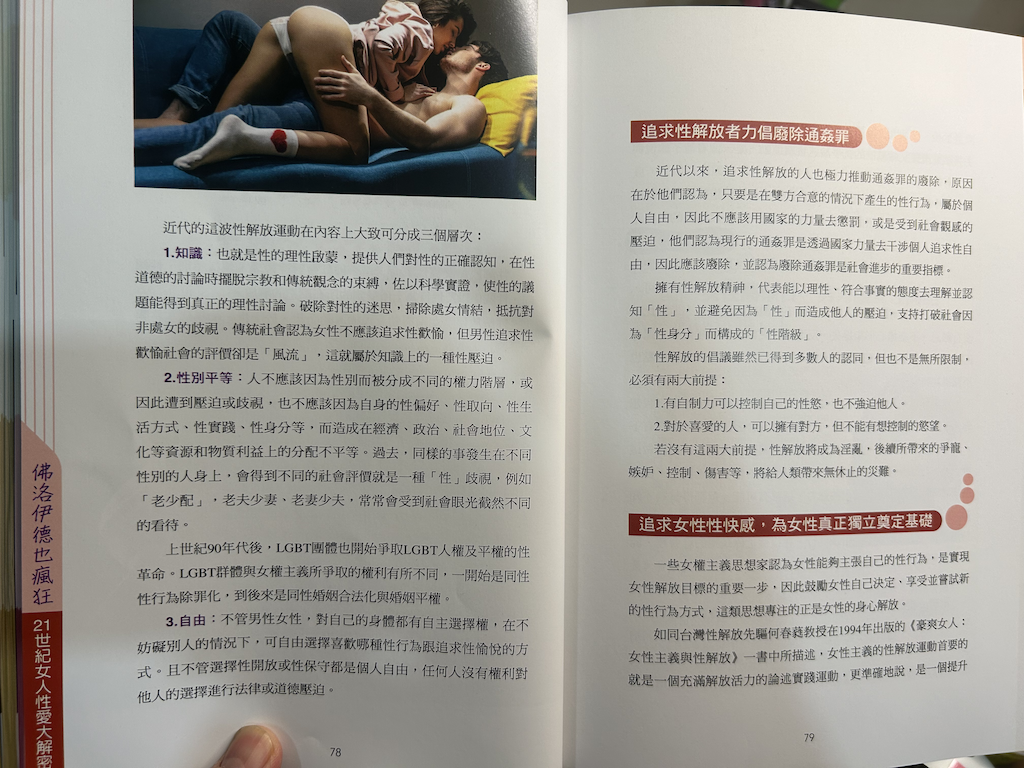 佛洛伊德也瘋狂
21世紀女人性愛大解密
近代的這波性解放運動在內容上大致可分成三個層次：
1.知識：也就是性的理性啟蒙，提供人們對性的正確認知，在性
道德的討論時擺脫宗教和傳統觀念的束縛，佐以科學實證，使性的議
題能得到真正的理性討論。破除對性的迷思，掃除處女情結，抵抗對
非處女的歧視。傳統社會認為女性不應該追求性歡愉，但男性追求性
歡愉社會的評價卻是「風流」，這就屬於知識上的一種性壓迫。
2.性別平等：人不應該因為性別而被分成不同的權力階層，或
因此遭到壓迫或歧視，也不應該因為自身的性偏好、性取向、性生
活方式、性實踐、性身分等，而造成在經濟、政治、社會地位、文
化等資源和物質利益上的分配不平等。過去，同樣的事發生在不同
性別的人身上，會得到不同的社會評價就是一種「性」歧視，例如
「老少配」，老夫少妻、老妻少夫，常常會受到社會眼光截然不同
的看待。
上世紀90年代後，LGBT團體也開始爭取LGBT人權及平權的性
革命。LGBT群體與女權主義所爭取的權利有所不同，一開始是同性
性行為除罪化，到後來是同性婚姻合法化與婚姻平權。
3.自由：不管男性女性，對自己的身體都有自主選擇權，在不
妨礙別人的情況下，可自由選擇喜歡哪種性行為跟追求性愉悅的方
式。且不管選擇性開放或性保守都是個人自由，任何人沒有權利對
他人的選擇進行法律或道德壓迫。
78
追求性解放者力倡廢除通姦罪
近代以來，追求性解放的人也極力推動通姦罪的廢除，原因
在於他們認為，只要是在雙方合意的情況下產生的性行為，屬於個
人自由，因此不應該用國家的力量去懲罰，或是受到社會觀感的
壓迫，他們認為現行的通姦罪是透過國家力量去干涉個人追求性自
由，因此應該廢除，並認為廢除通姦罪是社會進步的重要指標。
擁有性解放精神，代表能以理性、符合事實的態度去理解並認
知「性」，並避免因為「性」而造成他人的壓迫，支持打破社會因
為「性身分」而構成的「性階級」。
性解放的倡議雖然已得到多數人的認同，但也不是無所限制，
必須有兩大前提：
1.有自制力可以控制自己的性慾，也不強迫他人。
2.對於喜愛的人，可以擁有對方，但不能有想控制的慾望。
若沒有這兩大前提，性解放將成為淫亂，後續所帶來的爭寵、
嫉妒、控制、傷害等，將給人類帶來無休止的災難。
追求女性性快感，為女性真正獨立奠定基礎
一些女權主義思想家認為女性能夠主張自己的性行為，是實現
女性解放目標的重要一步，因此鼓勵女性自己決定、享受並嘗試新
的性行為方式，這類思想專注的正是女性的身心解放。
如同台灣性解放先驅何春蕤教授在1994年出版的《豪爽女人：
女性主義與性解放》一書中所描述，女性主義的性解放運動首要的
就是一個充滿解放活力的論述實踐運動，更準確地說，是一個提升
79